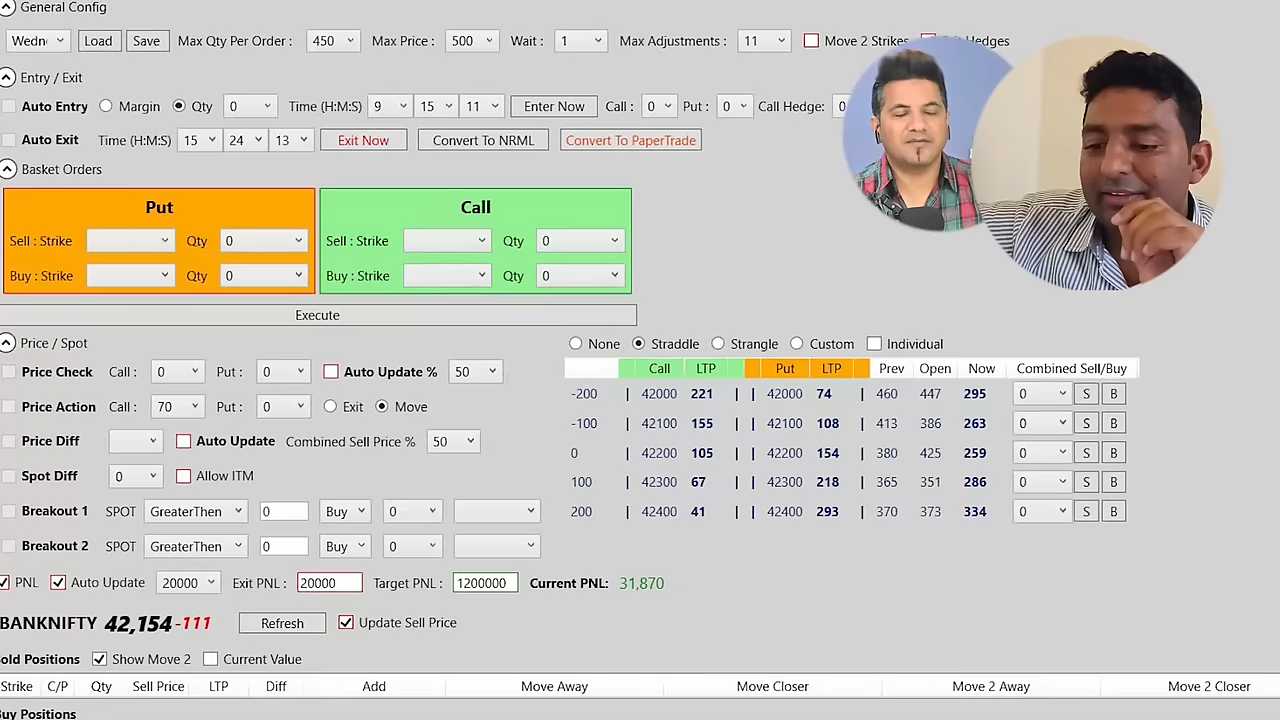 General Config
Wedn Load Save Max Qty Per Order : 450 Max Price : 500 Wait : 1 Max Adjustments : 11 Move 2 Strikes Hedges
Entry / Exit
Auto Entry Margin Qty 0 Time (H:M:S) 9 15 11 Enter Now Call : 0 Put : 0 Call Hedge: 0
Auto Exit Time (H:M:S) 15 24 13 Exit Now Convert To NRML Convert To PaperTrade
Basket Orders
Put Call
Sell : Strike Qty 0 Sell : Strike Qty 0
Buy : Strike Qty 0 Buy : Strike Qty 0
Execute
Price / Spot None Straddle Strangle Custom Individual
Price Check Call : 0 Put : 0 Auto Update % 50 Call LTP Put LTP Prev Open Now Combined Sell/Buy
-200 | 42000 221 | | 42000 74 | 460 447 295 0 S B
Price Action Call : 70 Put : 0 Exit Move -100 | 42100 155 | | 42100 108 | 413 386 263 0 S B
Price Diff Auto Update Combined Sell Price % 50 0 | 42200 105 | | 42200 154 | 380 425 259 0 S B
Spot Diff 0 Allow ITM 100 | 42300 67 | | 42300 218 | 365 351 286 0 S B
Breakout 1 SPOT GreaterThen 0 Buy 0 200 | 42400 41 | | 42400 293 | 370 373 334 0 S B
Breakout 2 SPOT GreaterThen 0 Buy 0
PNL Auto Update 20000 Exit PNL : 20000 Target PNL : 1200000 Current PNL: 31,870
BANKNIFTY 42,154 -111 Refresh Update Sell Price
old Positions Show Move 2 Current Value
Strike C/P Qty Sell Price LTP Diff Add Move Away Move Closer Move 2 Away Move 2 Closer
Buy Positions